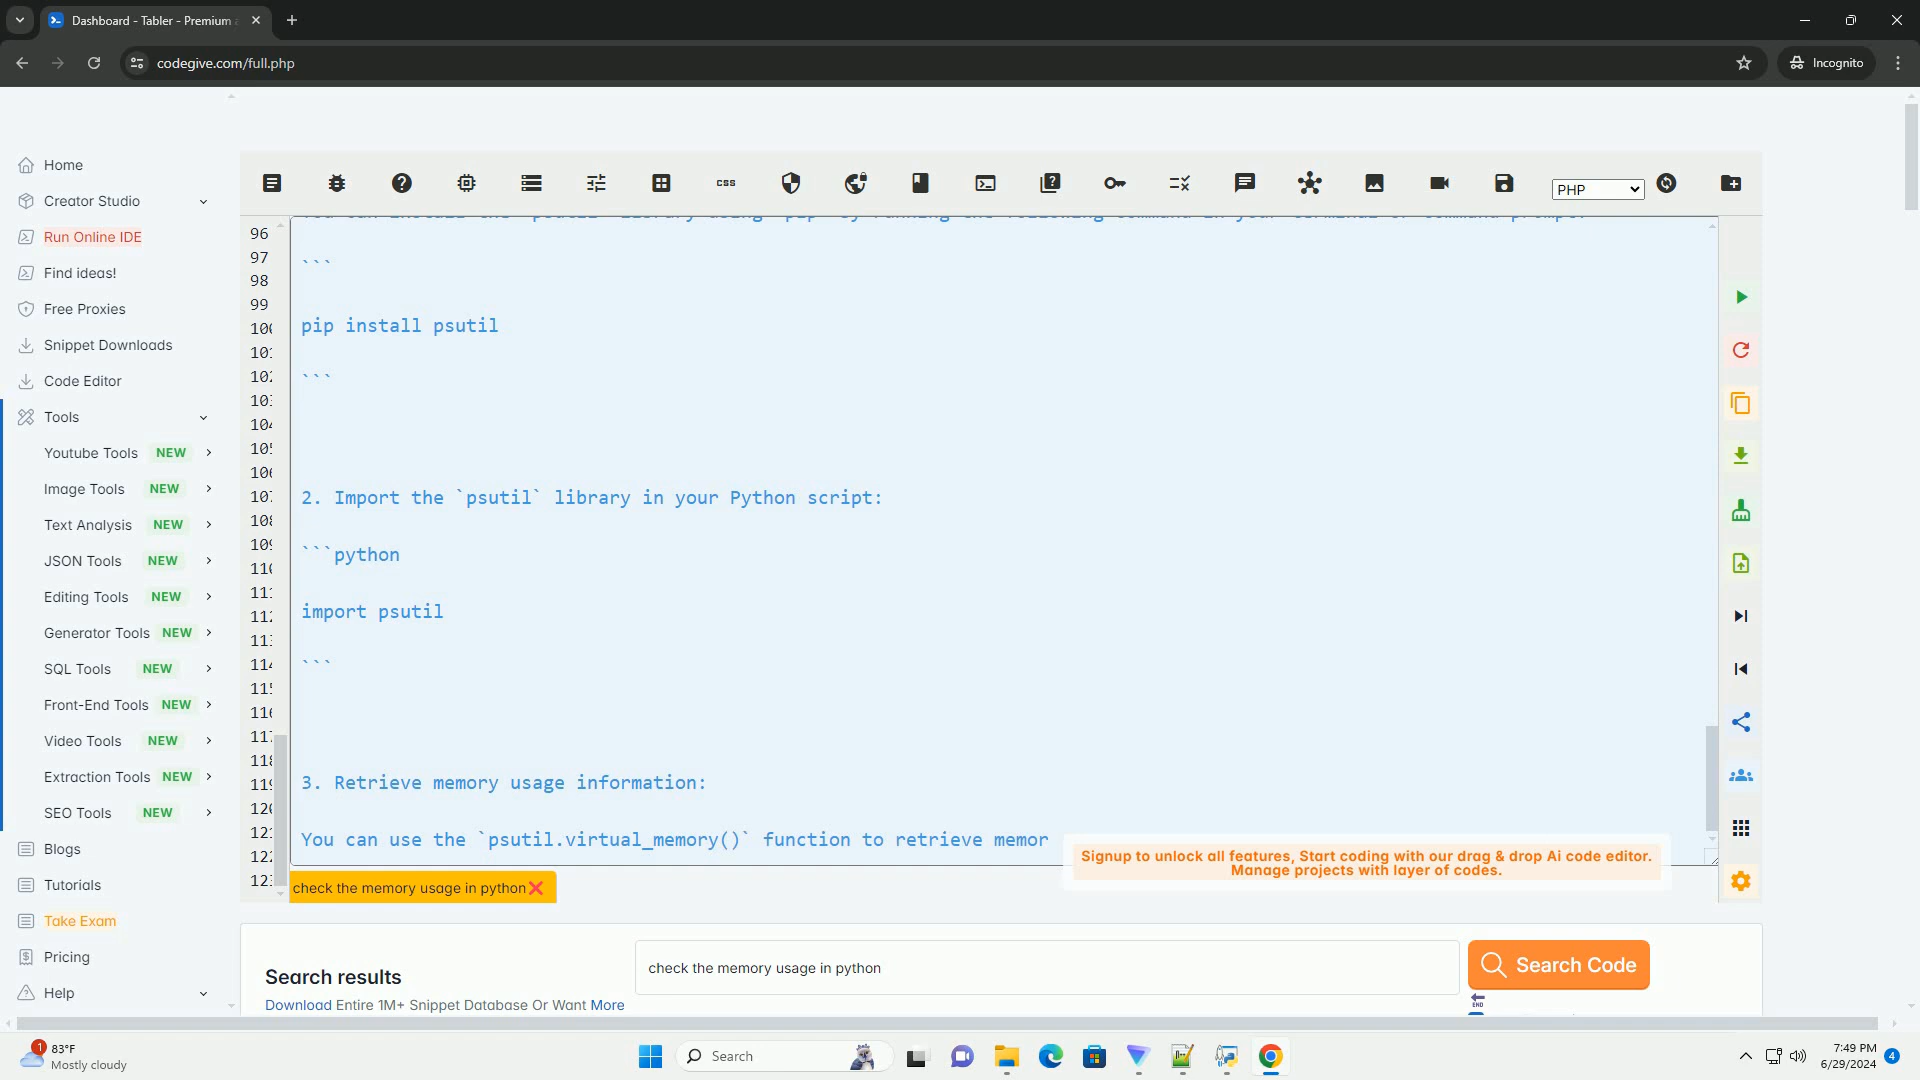 Dashboard - Tabler - Premium
codegive.com/full.php
Incognito
Home
Creator Studio
Run Online IDE
Find ideas!
Free Proxies
Snippet Downloads
Code Editor
Tools
Youtube Tools NEW
Image Tools NEW
Text Analysis NEW
JSON Tools NEW
Editing Tools NEW
Generator Tools NEW
SQL Tools NEW
Front-End Tools NEW
Video Tools NEW
Extraction Tools NEW
SEO Tools NEW
Blogs
Tutorials
Take Exam
Pricing
Help
css
PHP
96
97
98
99
```
pip install psutil
```
2. Import the `psutil` library in your Python script:
```python
import psutil
```
3. Retrieve memory usage information:
You can use the `psutil.virtual_memory()` function to retrieve memor
Signup to unlock all features, Start coding with our drag & drop Ai code editor.
Manage projects with layer of codes.
check the memory usage in python
Search results
Download Entire 1M+ Snippet Database Or Want More
check the memory usage in python
Search Code
END
1
83°F
Mostly cloudy
Search
7:49 PM
6/29/2024
4